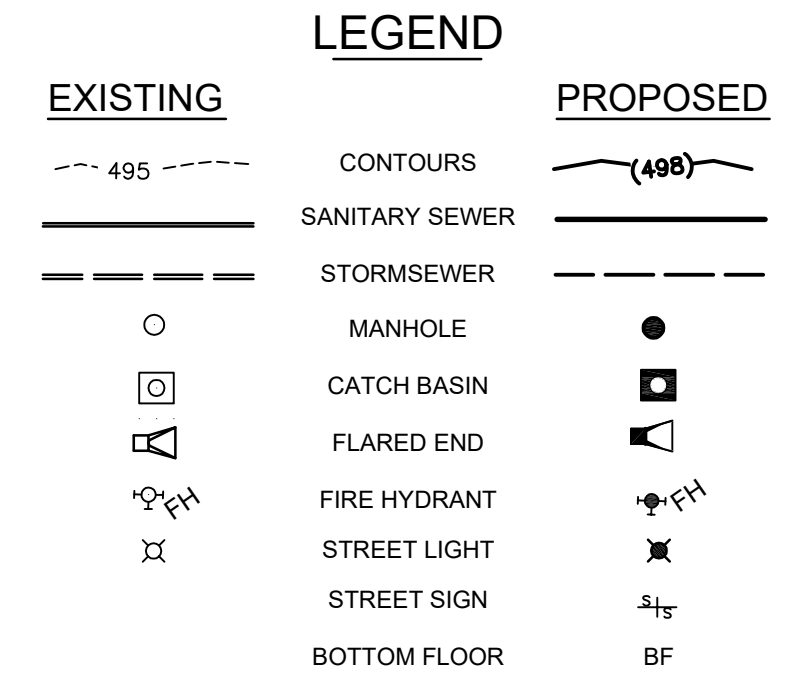 LEGEND
EXISTING PROPOSED
495 CONTOURS (498)
SANITARY SEWER
STORMSEWER
MANHOLE
CATCH BASIN
FLARED END
FH FIRE HYDRANT FH
STREET LIGHT
STREET SIGN S S
BOTTOM FLOOR BF